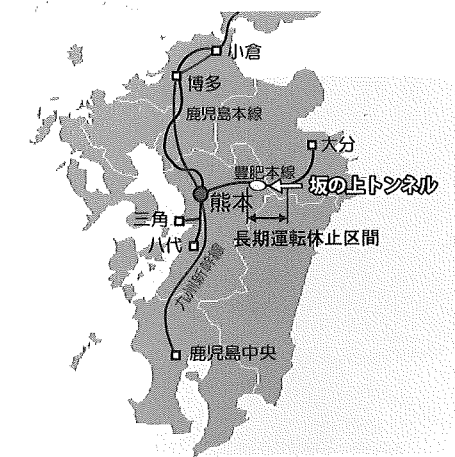 小倉
博多
鹿児島本線
大分
豊肥本線
坂の上トンネル
熊本
三角
八代
長期運転休止区間
九州新幹線
鹿児島中央